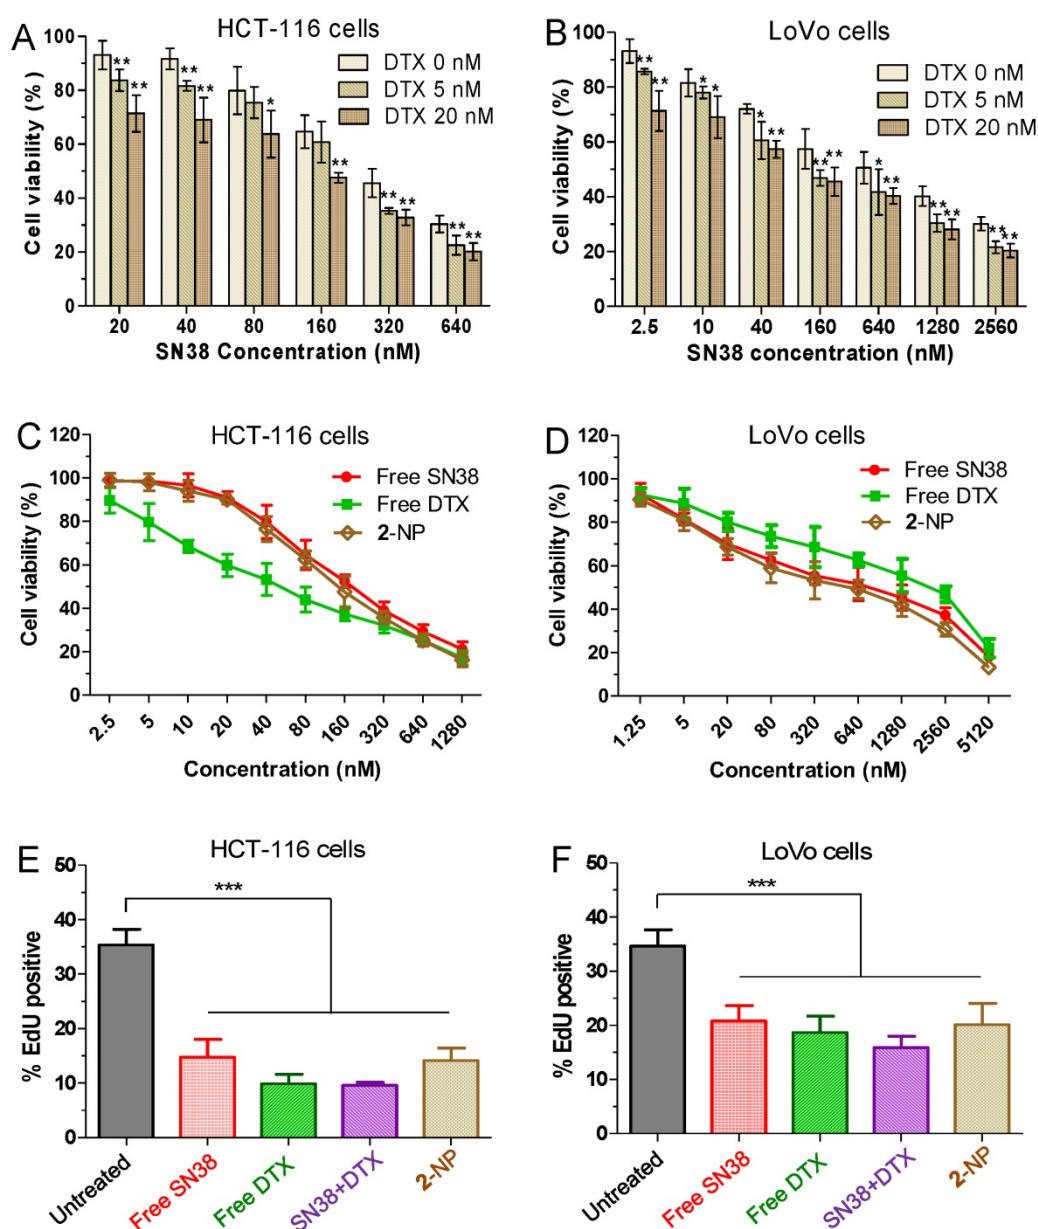 A
HCT-116 cells
DTX 0 nM
DTX 5 nM
DTX 20 nM
Cell viability (%)
100
80
60
40
20
0
** ** ** ** * ** ** ** ** **
20 40 80 160 320 640
SN38 Concentration (nM)
B
LoVo cells
DTX 0 nM
DTX 5 nM
DTX 20 nM
Cell viability (%)
100
80
60
40
20
0
** ** * * * ** ** ** * ** ** ** ** **
2.5 10 40 160 640 1280 2560
SN38 concentration (nM)
C
HCT-116 cells
Free SN38
Free DTX
2-NP
Cell viability (%)
120
100
80
60
40
20
0
2.5 5 10 20 40 80 160 320 640 1280
Concentration (nM)
D
LoVo cells
Free SN38
Free DTX
2-NP
Cell viability (%)
120
100
80
60
40
20
0
1.25 5 20 80 320 640 1280 2560 5120
Concentration (nM)
E
HCT-116 cells
***
% EdU positive
50
40
30
20
10
0
Untreated
Free SN38
Free DTX
SN38+DTX
2-NP
F
LoVo cells
***
% EdU positive
50
40
30
20
10
0
Untreated
Free SN38
Free DTX
SN38+DTX
2-NP